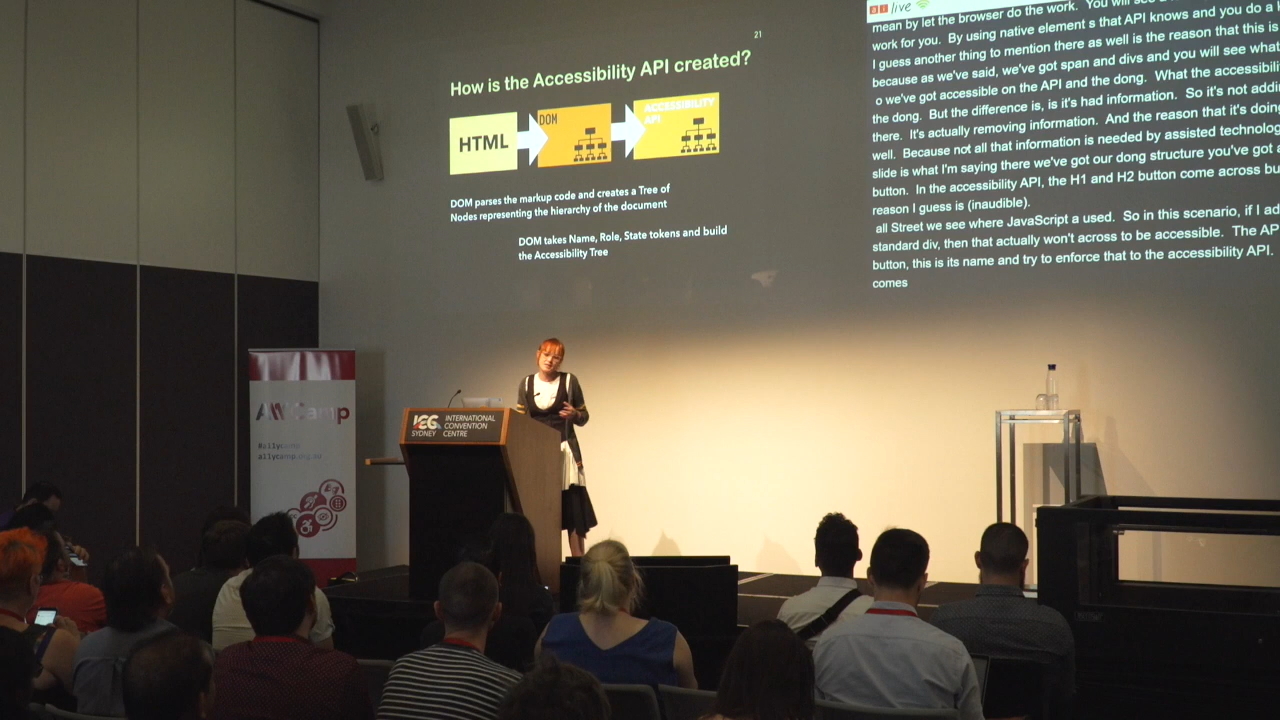 21
How is the Accessibility API created?
HTML
DOM
ACCESSIBILITY
API
DOM parses the markup code and creates a Tree of
Nodes representing the hierarchy of the document
DOM takes Name, Role, State tokens and build
the Accessibility Tree
ai live
mean by let the browser do the work. You will see a
work for you. By using native element s that API knows and you do a
I guess another thing to mention there as well is the reason that this is
because as we've said, we've got span and divs and you will see what
o we've got accessible on the API and the dong. What the accessibili
the dong. But the difference is, is it's had information. So it's not addin
there. It's actually removing information. And the reason that it's doing
well. Because not all that information is needed by assisted technolo
slide is what I'm saying there we've got our dong structure you've got a
button. In the accessibility API, the H1 and H2 button come across bu
reason I guess is (inaudible).
all Street we see where JavaScript a used. So in this scenario, if I ad
standard div, then that actually won't across to be accessible. The AP
button, this is its name and try to enforce that to the accessibility API.
comes
A11Y Camp
#a11ycamp
a11ycamp.org.au
ICC
SYDNEY
INTERNATIONAL
CONVENTION
CENTRE